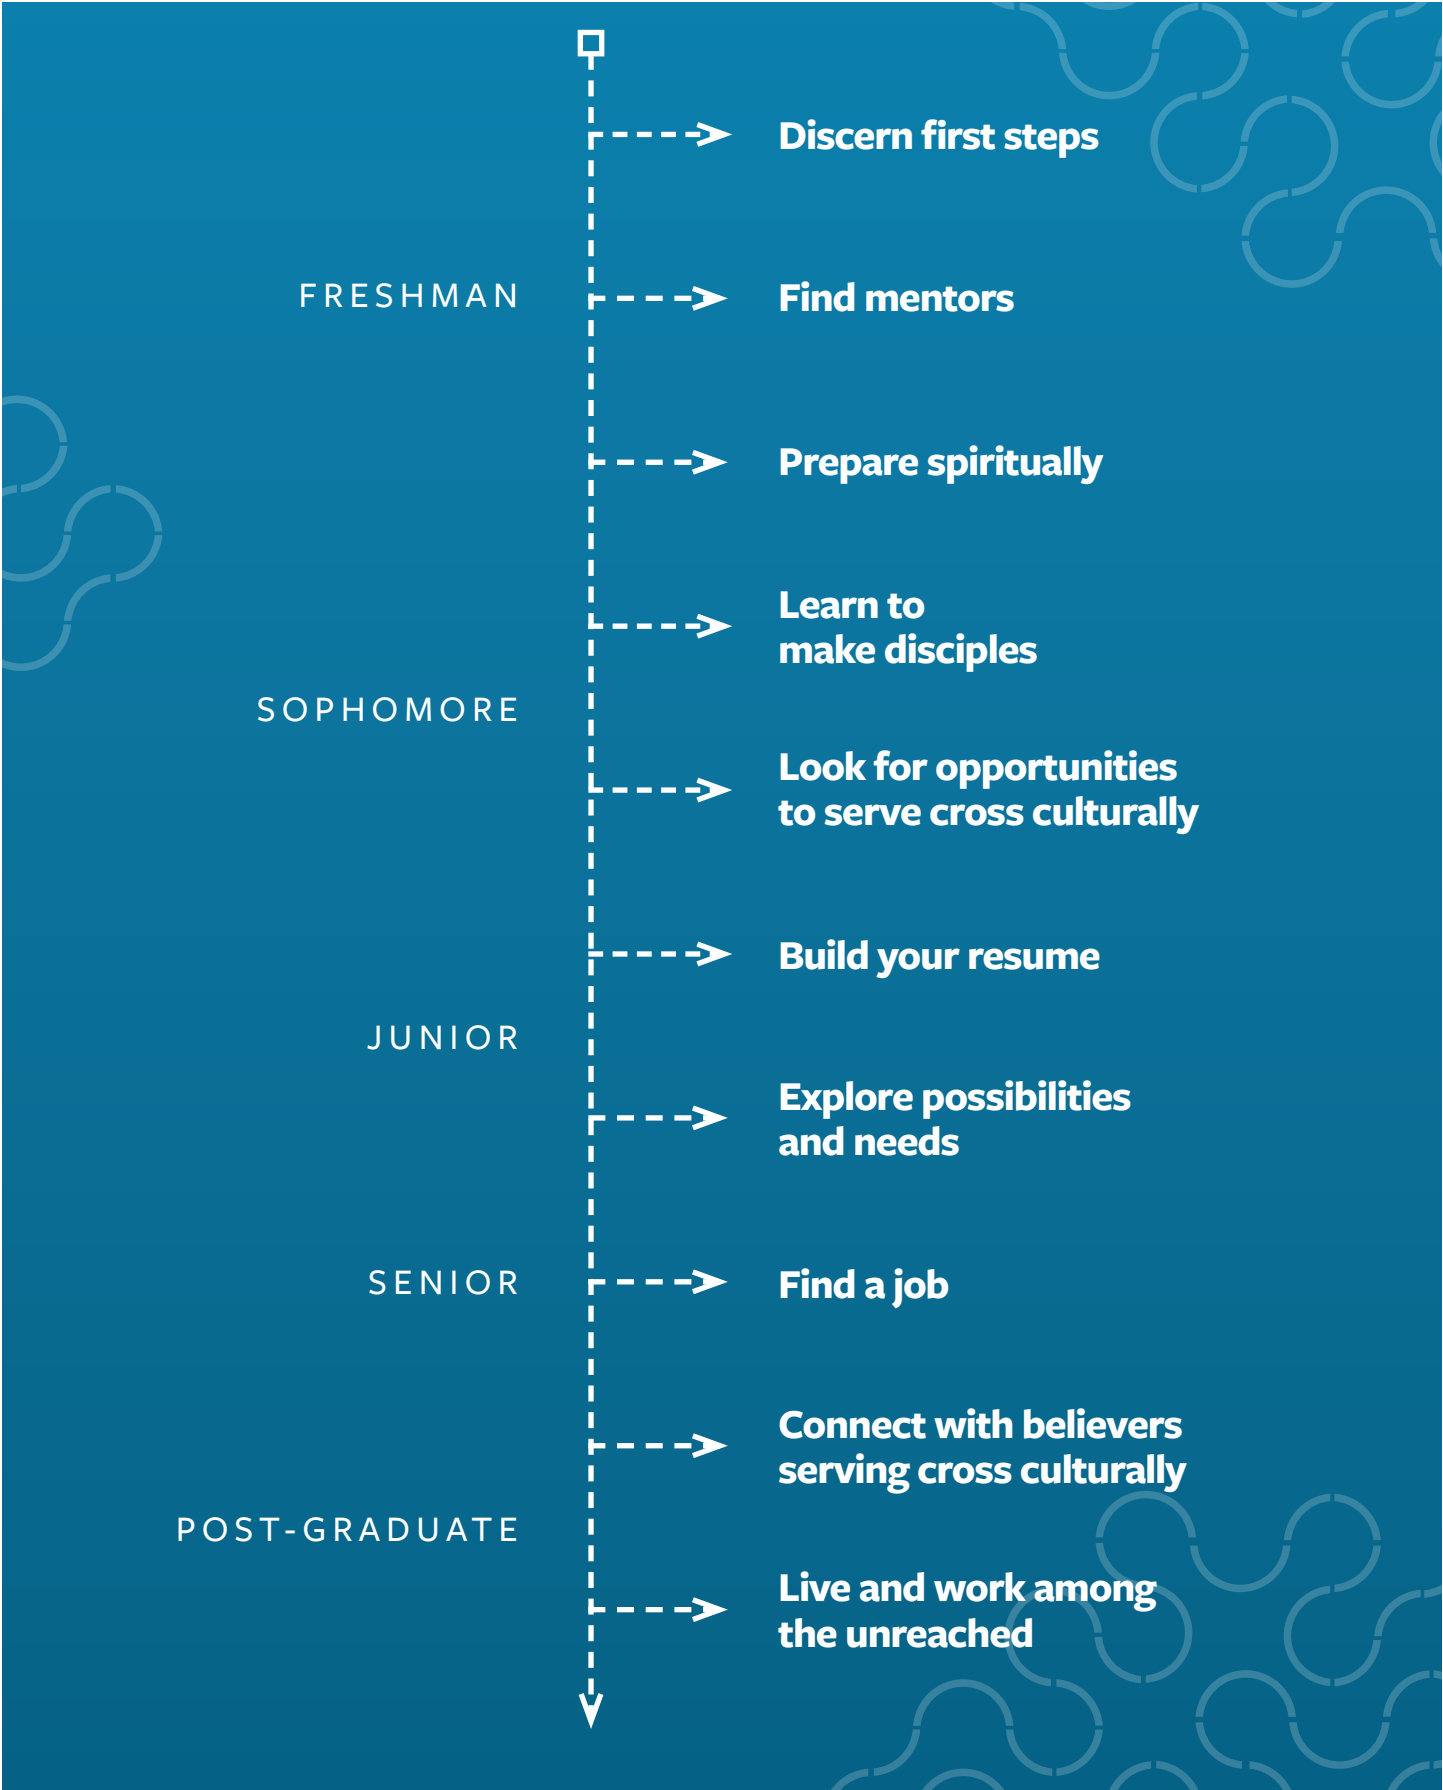 Discern first steps
FRESHMAN
Find mentors
Prepare spiritually
Learn to
make disciples
SOPHOMORE
Look for opportunities
to serve cross culturally
Build your resume
JUNIOR
Explore possibilities
and needs
SENIOR
Find a job
Connect with believers
serving cross culturally
POST-GRADUATE
Live and work among
the unreached